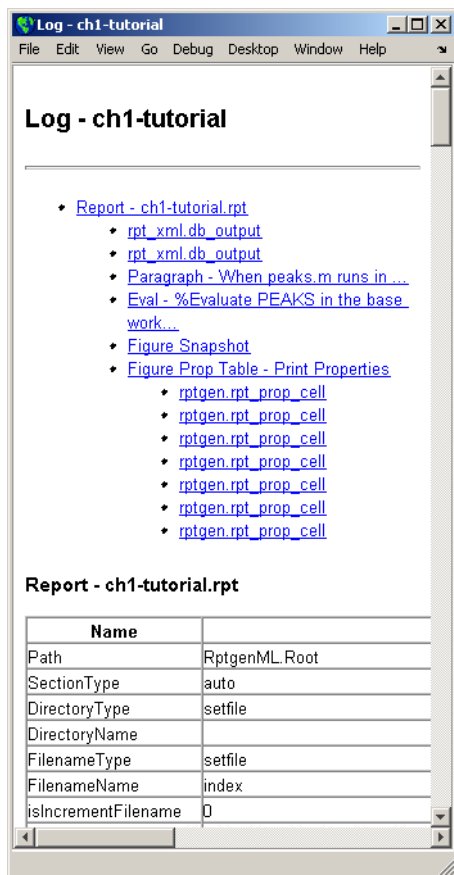 Log - ch1-tutorial
File Edit View Go Debug Desktop Window Help
Log - ch1-tutorial
Report - ch1-tutorial.rpt
rpt_xml.db_output
rpt_xml.db_output
Paragraph - When peaks.m runs in ...
Eval - %Evaluate PEAKS in the base
work...
Figure Snapshot
Figure Prop Table - Print Properties
rptgen.rpt_prop_cell
rptgen.rpt_prop_cell
rptgen.rpt_prop_cell
rptgen.rpt_prop_cell
rptgen.rpt_prop_cell
rptgen.rpt_prop_cell
rptgen.rpt_prop_cell
Report - ch1-tutorial.rpt
Name
Path RptgenML.Root
SectionType auto
DirectoryType setfile
DirectoryName
FilenameType setfile
FilenameName index
isIncrementFilename 0